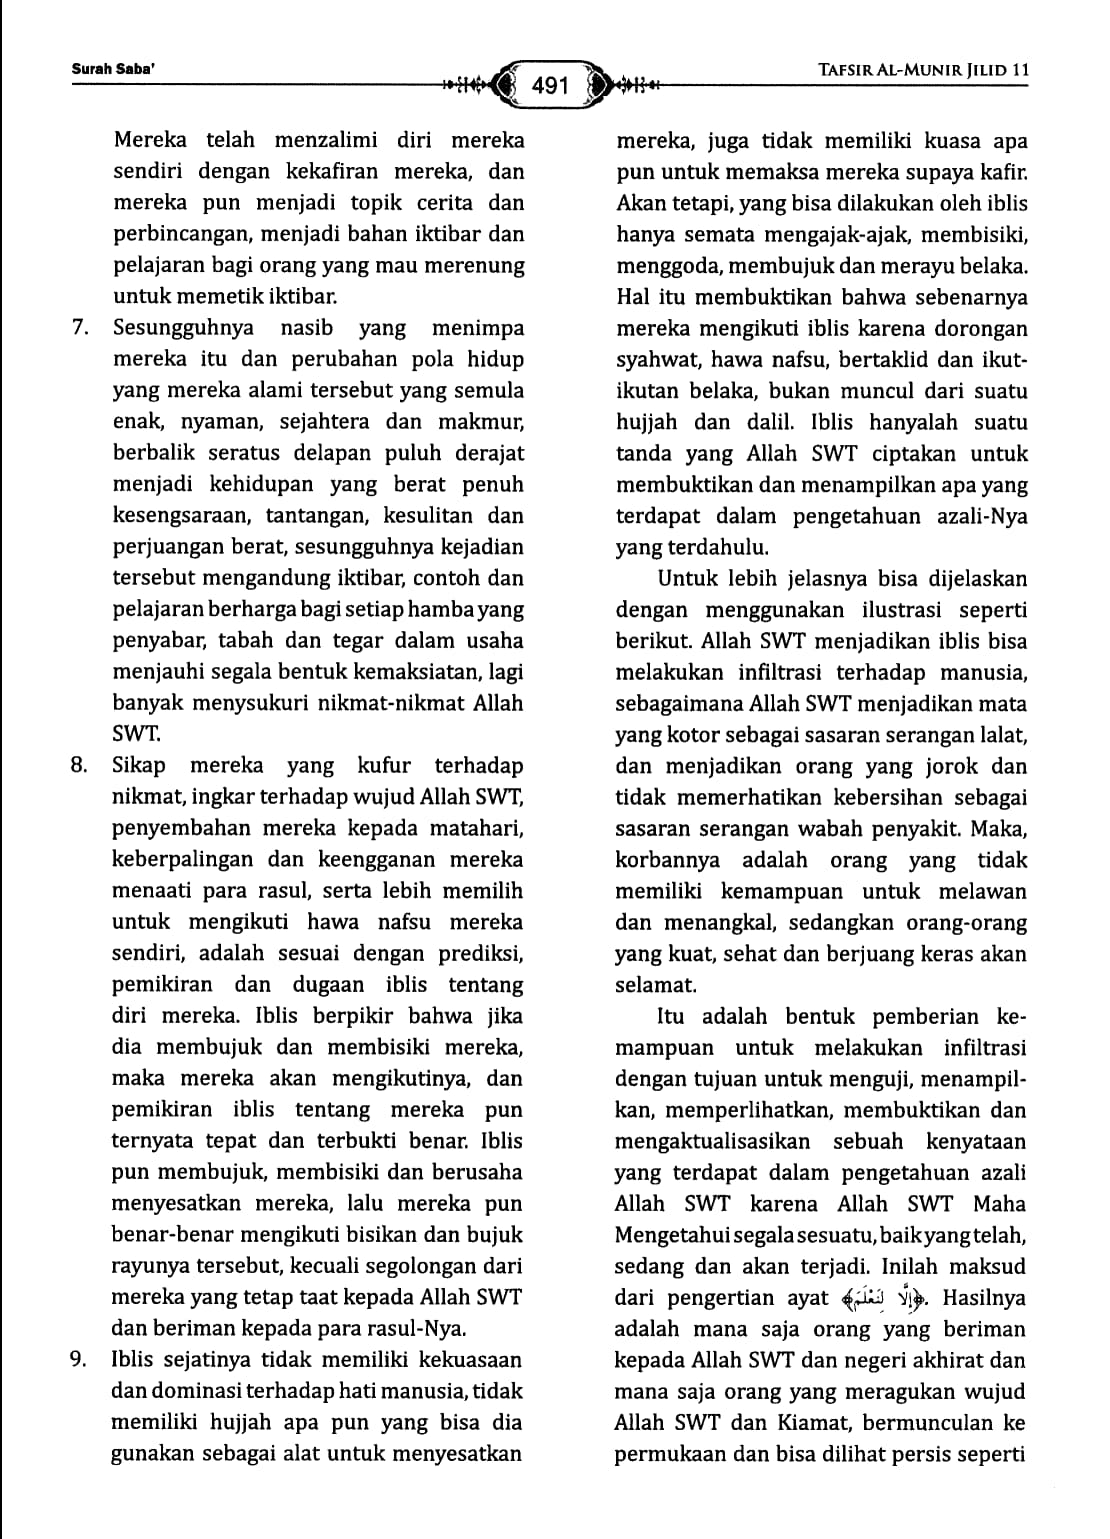 Surah Saba'
491
TAFSIR AL-MUNIR JILID 11
Mereka telah menzalimi diri mereka
sendiri dengan kekafiran mereka, dan
mereka pun menjadi topik cerita dan
perbincangan, menjadi bahan iktibar dan
pelajaran bagi orang yang mau merenung
untuk memetik iktibar.
7. Sesungguhnya nasib yang menimpa
mereka itu dan perubahan pola hidup
yang mereka alami tersebut yang semula
enak, nyaman, sejahtera dan makmur,
berbalik seratus delapan puluh derajat
menjadi kehidupan yang berat penuh
kesengsaraan, tantangan, kesulitan dan
perjuangan berat, sesungguhnya kejadian
tersebut mengandung iktibar, contoh dan
pelajaran berharga bagi setiap hamba yang
penyabar, tabah dan tegar dalam usaha
menjauhi segala bentuk kemaksiatan, lagi
banyak menysukuri nikmat-nikmat Allah
SWT.
8. Sikap mereka yang kufur terhadap
nikmat, ingkar terhadap wujud Allah SWT,
penyembahan mereka kepada matahari,
keberpalingan dan keengganan mereka
menaati para rasul, serta lebih memilih
untuk mengikuti hawa nafsu mereka
sendiri, adalah sesuai dengan prediksi,
pemikiran dan dugaan iblis tentang
diri mereka. Iblis berpikir bahwa jika
dia membujuk dan membisiki mereka,
maka mereka akan mengikutinya, dan
pemikiran iblis tentang mereka pun
ternyata tepat dan terbukti benar. Iblis
pun membujuk, membisiki dan berusaha
menyesatkan mereka, lalu mereka pun
benar-benar mengikuti bisikan dan bujuk
rayunya tersebut, kecuali segolongan dari
mereka yang tetap taat kepada Allah SWT
dan beriman kepada para rasul-Nya.
9. Iblis sejatinya tidak memiliki kekuasaan
dan dominasi terhadap hati manusia, tidak
memiliki hujjah apa pun yang bisa dia
gunakan sebagai alat untuk menyesatkan
mereka, juga tidak memiliki kuasa apa
pun untuk memaksa mereka supaya kafir.
Akan tetapi, yang bisa dilakukan oleh iblis
hanya semata mengajak-ajak, membisiki,
menggoda, membujuk dan merayu belaka.
Hal itu membuktikan bahwa sebenarnya
mereka mengikuti iblis karena dorongan
syahwat, hawa nafsu, bertaklid dan ikut-
ikutan belaka, bukan muncul dari suatu
hujjah dan dalil. Iblis hanyalah suatu
tanda yang Allah SWT ciptakan untuk
membuktikan dan menampilkan apa yang
terdapat dalam pengetahuan azali-Nya
yang terdahulu.
Untuk lebih jelasnya bisa dijelaskan
dengan menggunakan ilustrasi seperti
berikut. Allah SWT menjadikan iblis bisa
melakukan infiltrasi terhadap manusia,
sebagaimana Allah SWT menjadikan mata
yang kotor sebagai sasaran serangan lalat,
dan menjadikan orang yang jorok dan
tidak memerhatikan kebersihan sebagai
sasaran serangan wabah penyakit. Maka,
korbannya adalah orang yang tidak
memiliki kemampuan untuk melawan
dan menangkal, sedangkan orang-orang
yang kuat, sehat dan berjuang keras akan
selamat.
Itu adalah bentuk pemberian ke-
mampuan untuk melakukan infiltrasi
dengan tujuan untuk menguji, menampil-
kan, memperlihatkan, membuktikan dan
mengaktualisasikan sebuah kenyataan
yang terdapat dalam pengetahuan azali
Allah SWT karena Allah SWT Maha
Mengetahui segala sesuatu, baik yang telah,
sedang dan akan terjadi. Inilah maksud
dari pengertian ayat ﴿إِلَّا لِنَعْلَمَ﴾. Hasilnya
adalah mana saja orang yang beriman
kepada Allah SWT dan negeri akhirat dan
mana saja orang yang meragukan wujud
Allah SWT dan Kiamat, bermunculan ke
permukaan dan bisa dilihat persis seperti